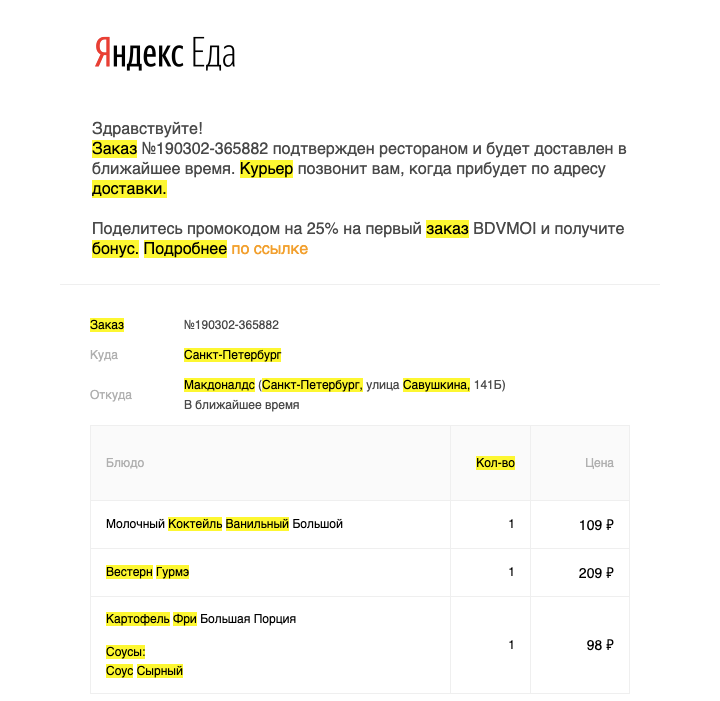 Яндекс Еда
Здравствуйте!
Заказ №190302-365882 подтвержден рестораном и будет доставлен в
ближайшее время. Курьер позвонит вам, когда прибудет по адресу
доставки.
Поделитесь промокодом на 25% на первый заказ BDVMOI и получите
бонус. Подробнее по ссылке
Заказ №190302-365882
Куда Санкт-Петербург
Откуда Макдоналдс (Санкт-Петербург, улица Савушкина, 141Б)
В ближайшее время
Блюдо Кол-во Цена
Молочный Коктейль Ванильный Большой 1 109 ₽
Вестерн Гурмэ 1 209 ₽
Картофель Фри Большая Порция
Соусы:
Соус Сырный
1 98 ₽